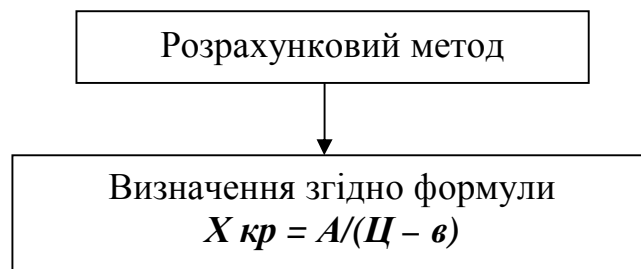 Розрахунковий метод
Визначення згідно формули
Х кр = А/(Ц – в)